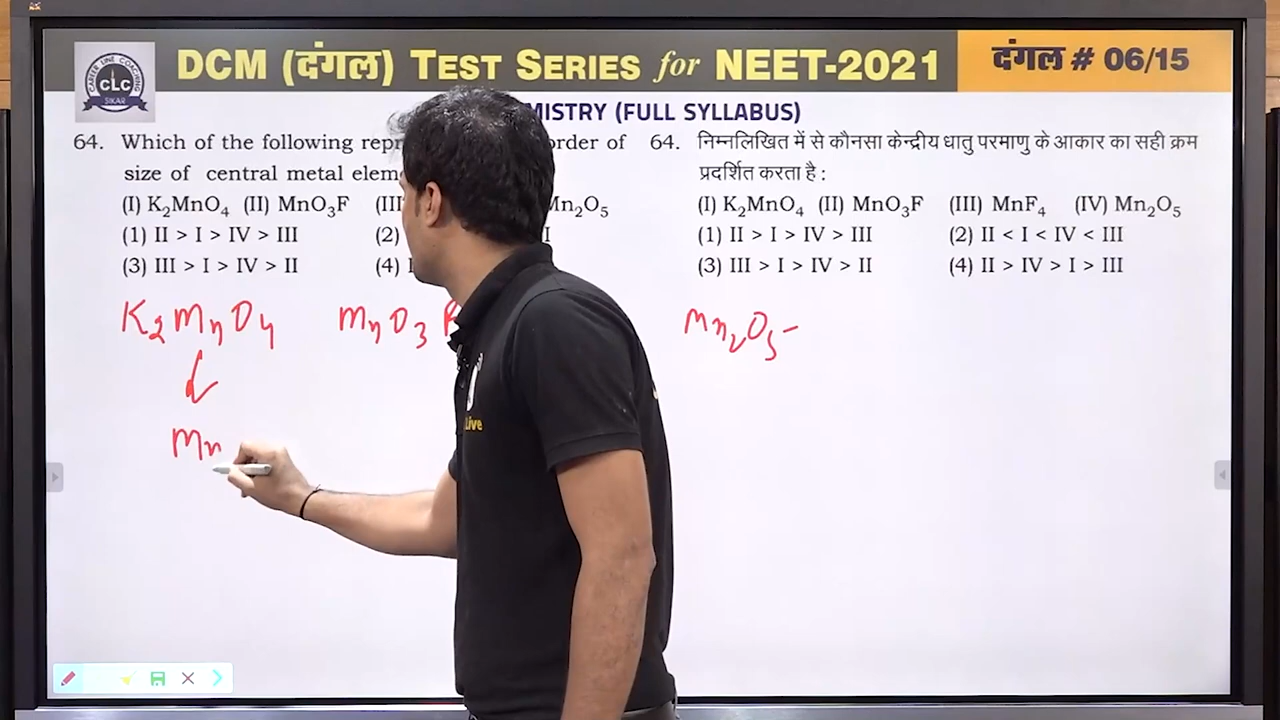 CAREER LINE COACHING
CLC
SIKAR
DCM (दंगल) TEST SERIES for NEET-2021
दंगल # 06/15
MISTRY (FULL SYLLABUS)
64. Which of the following order of
size of central metal
(I) K₂MnO₄ (II) MnO₃F (III Mn₂O₅
(1) II > I > IV > III (2) I
(3) III > I > IV > II (4)
64. निम्नलिखित में से कौनसा केन्द्रीय धातु परमाणु के आकार का सही क्रम
प्रदर्शित करता है :
(I) K₂MnO₄ (II) MnO₃F (III) MnF₄ (IV) Mn₂O₅
(1) II > I > IV > III (2) II < I < IV < III
(3) III > I > IV > II (4) II > IV > I > III
K₂MnO₄ MnO₃ Mn₂O₅
Mn
Live